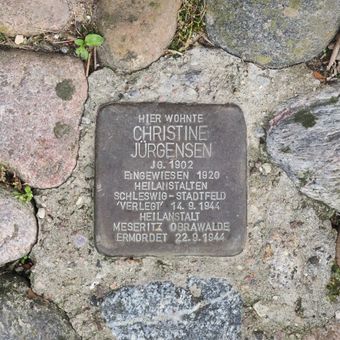 HIER WOHNTE
CHRISTINE
JÜRGENSEN
JG. 1902
EINGEWIESEN 1920
HEILANSTALTEN
SCHLESWIG-STADTFELD
'VERLEGT' 14.9.1944
HEILANSTALT
MESERITZ OBRAWALDE
ERMORDET 22.9.1944